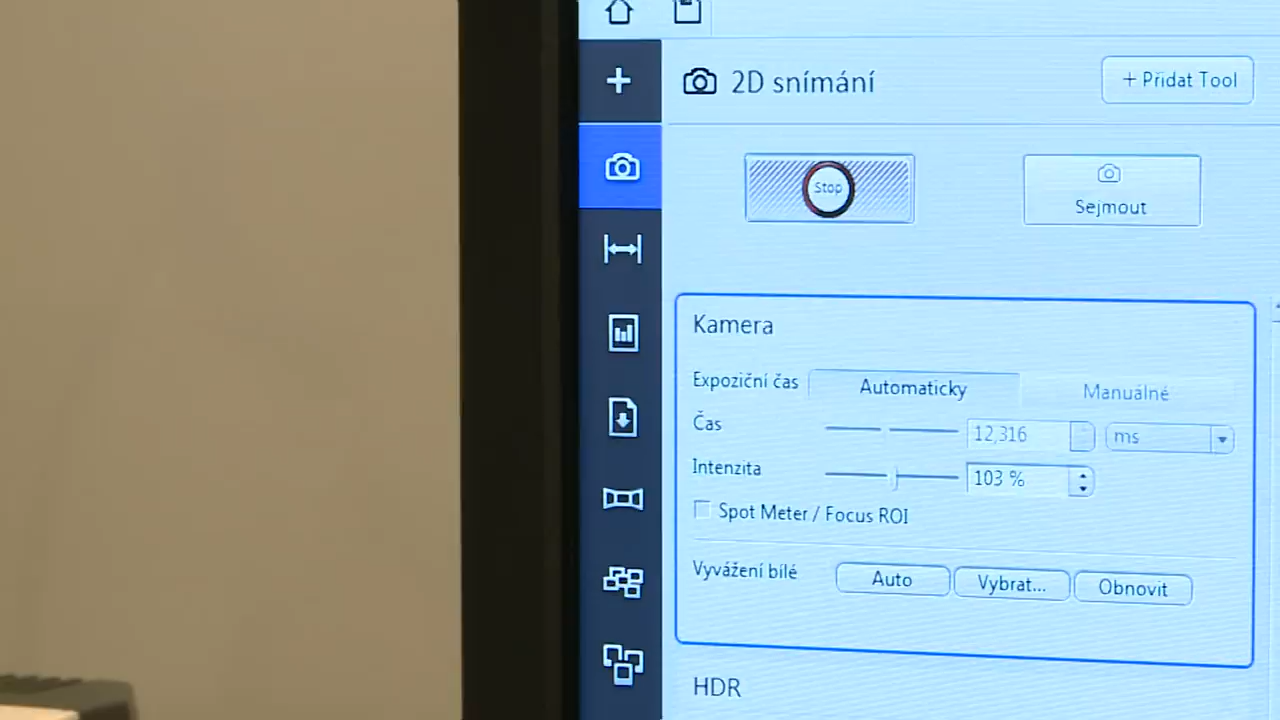 2D snímání
+ Přidat Tool
Stop
Sejmout
Kamera
Expoziční čas Automaticky Manuálné
Čas 12,316 ms
Intenzita 103 %
Spot Meter / Focus ROI
Vyvážení bílé Auto Vybrat... Obnovit
HDR